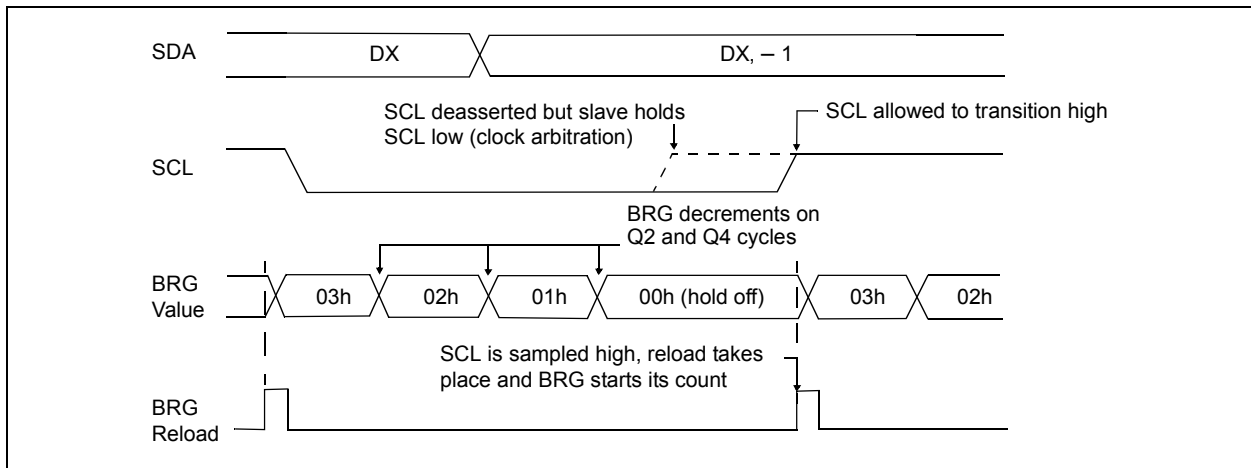 SDA
DX
DX, – 1
SCL deasserted but slave holds
SCL low (clock arbitration)
SCL allowed to transition high
SCL
BRG decrements on
Q2 and Q4 cycles
BRG
Value
03h
02h
01h
00h (hold off)
03h
02h
SCL is sampled high, reload takes
place and BRG starts its count
BRG
Reload